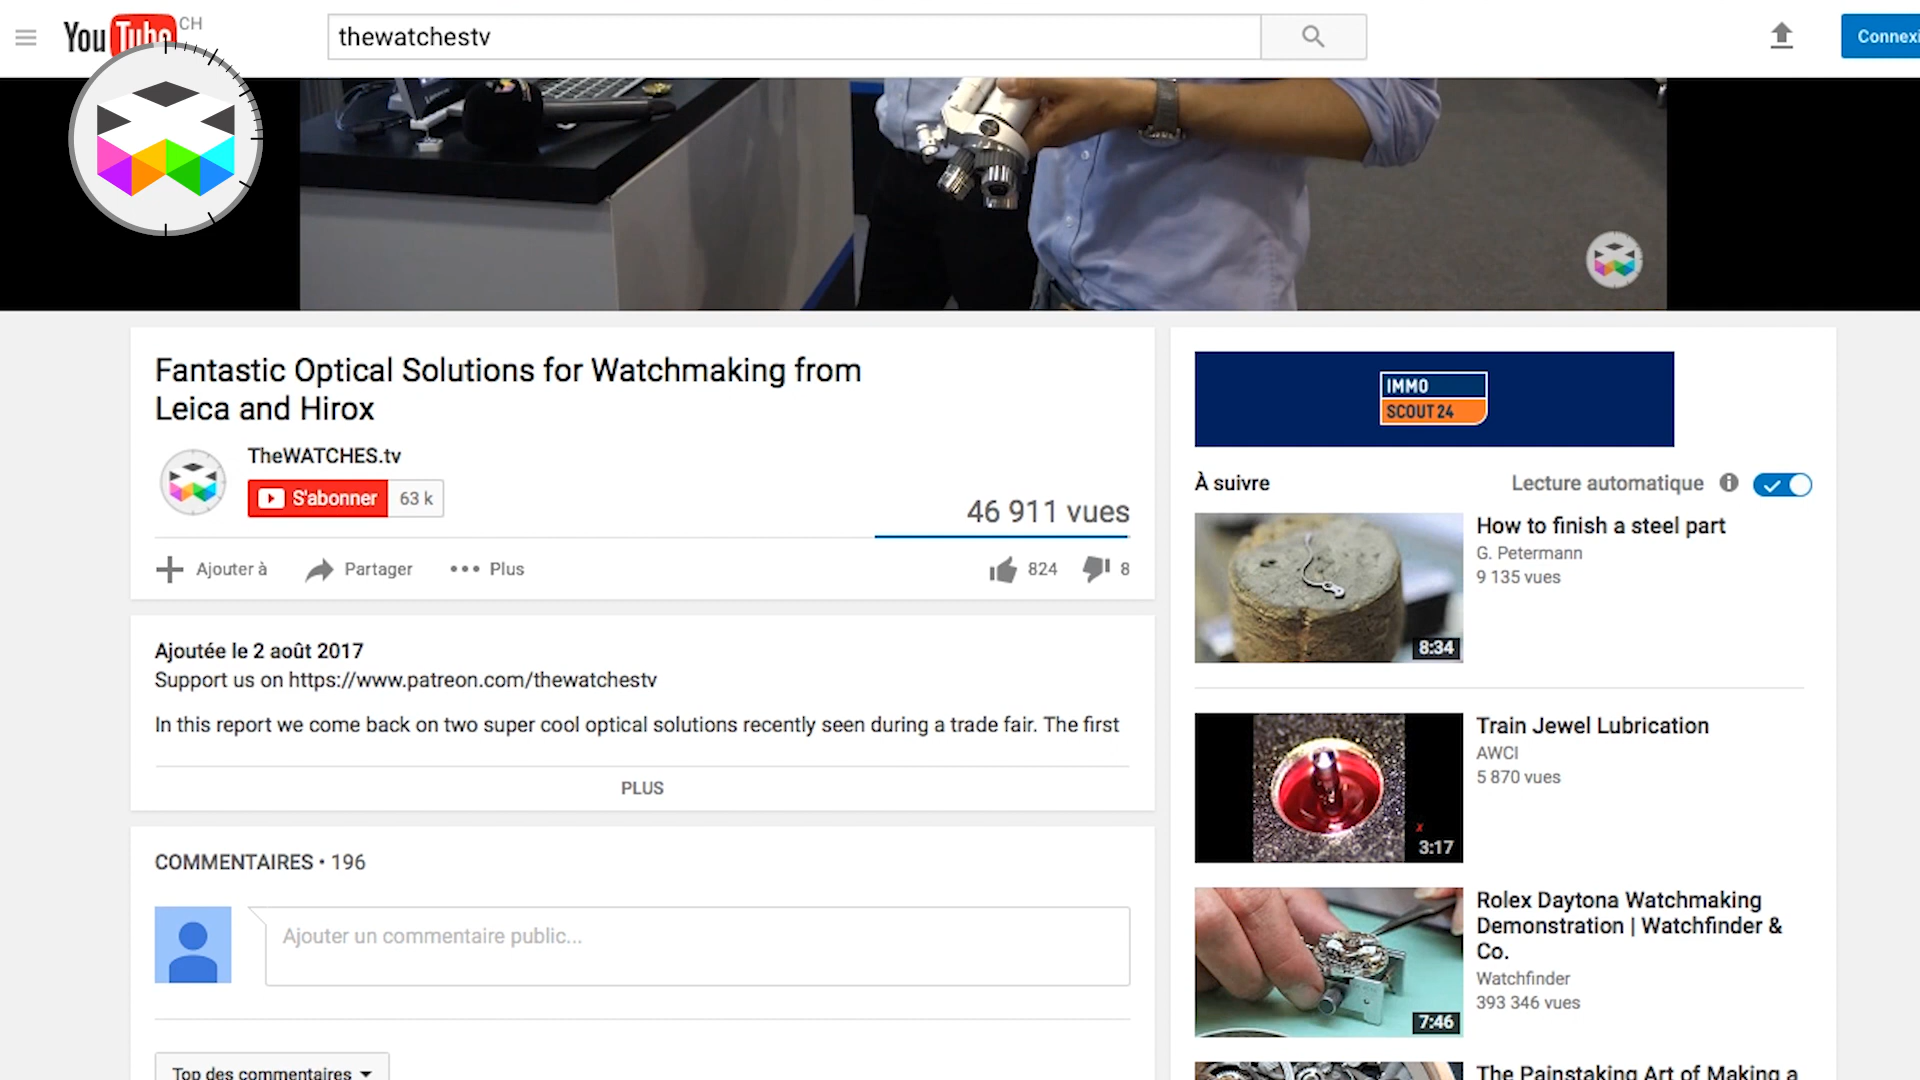 YouTube CH
thewatchestv
Fantastic Optical Solutions for Watchmaking from
Leica and Hirox
TheWATCHES.tv
S'abonner 63 k
46 911 vues
Ajouter à Partager Plus
824 8
Ajoutée le 2 août 2017
Support us on https://www.patreon.com/thewatchestv
In this report we come back on two super cool optical solutions recently seen during a trade fair. The first
PLUS
COMMENTAIRES • 196
Ajouter un commentaire public...
Top des commentaires
Connexi
IMMO
SCOUT24
À suivre
Lecture automatique
How to finish a steel part
G. Petermann
9 135 vues
8:34
Train Jewel Lubrication
AWCI
5 870 vues
3:17
Rolex Daytona Watchmaking
Demonstration | Watchfinder &
Co.
Watchfinder
393 346 vues
7:46
The Painstaking Art of Making a